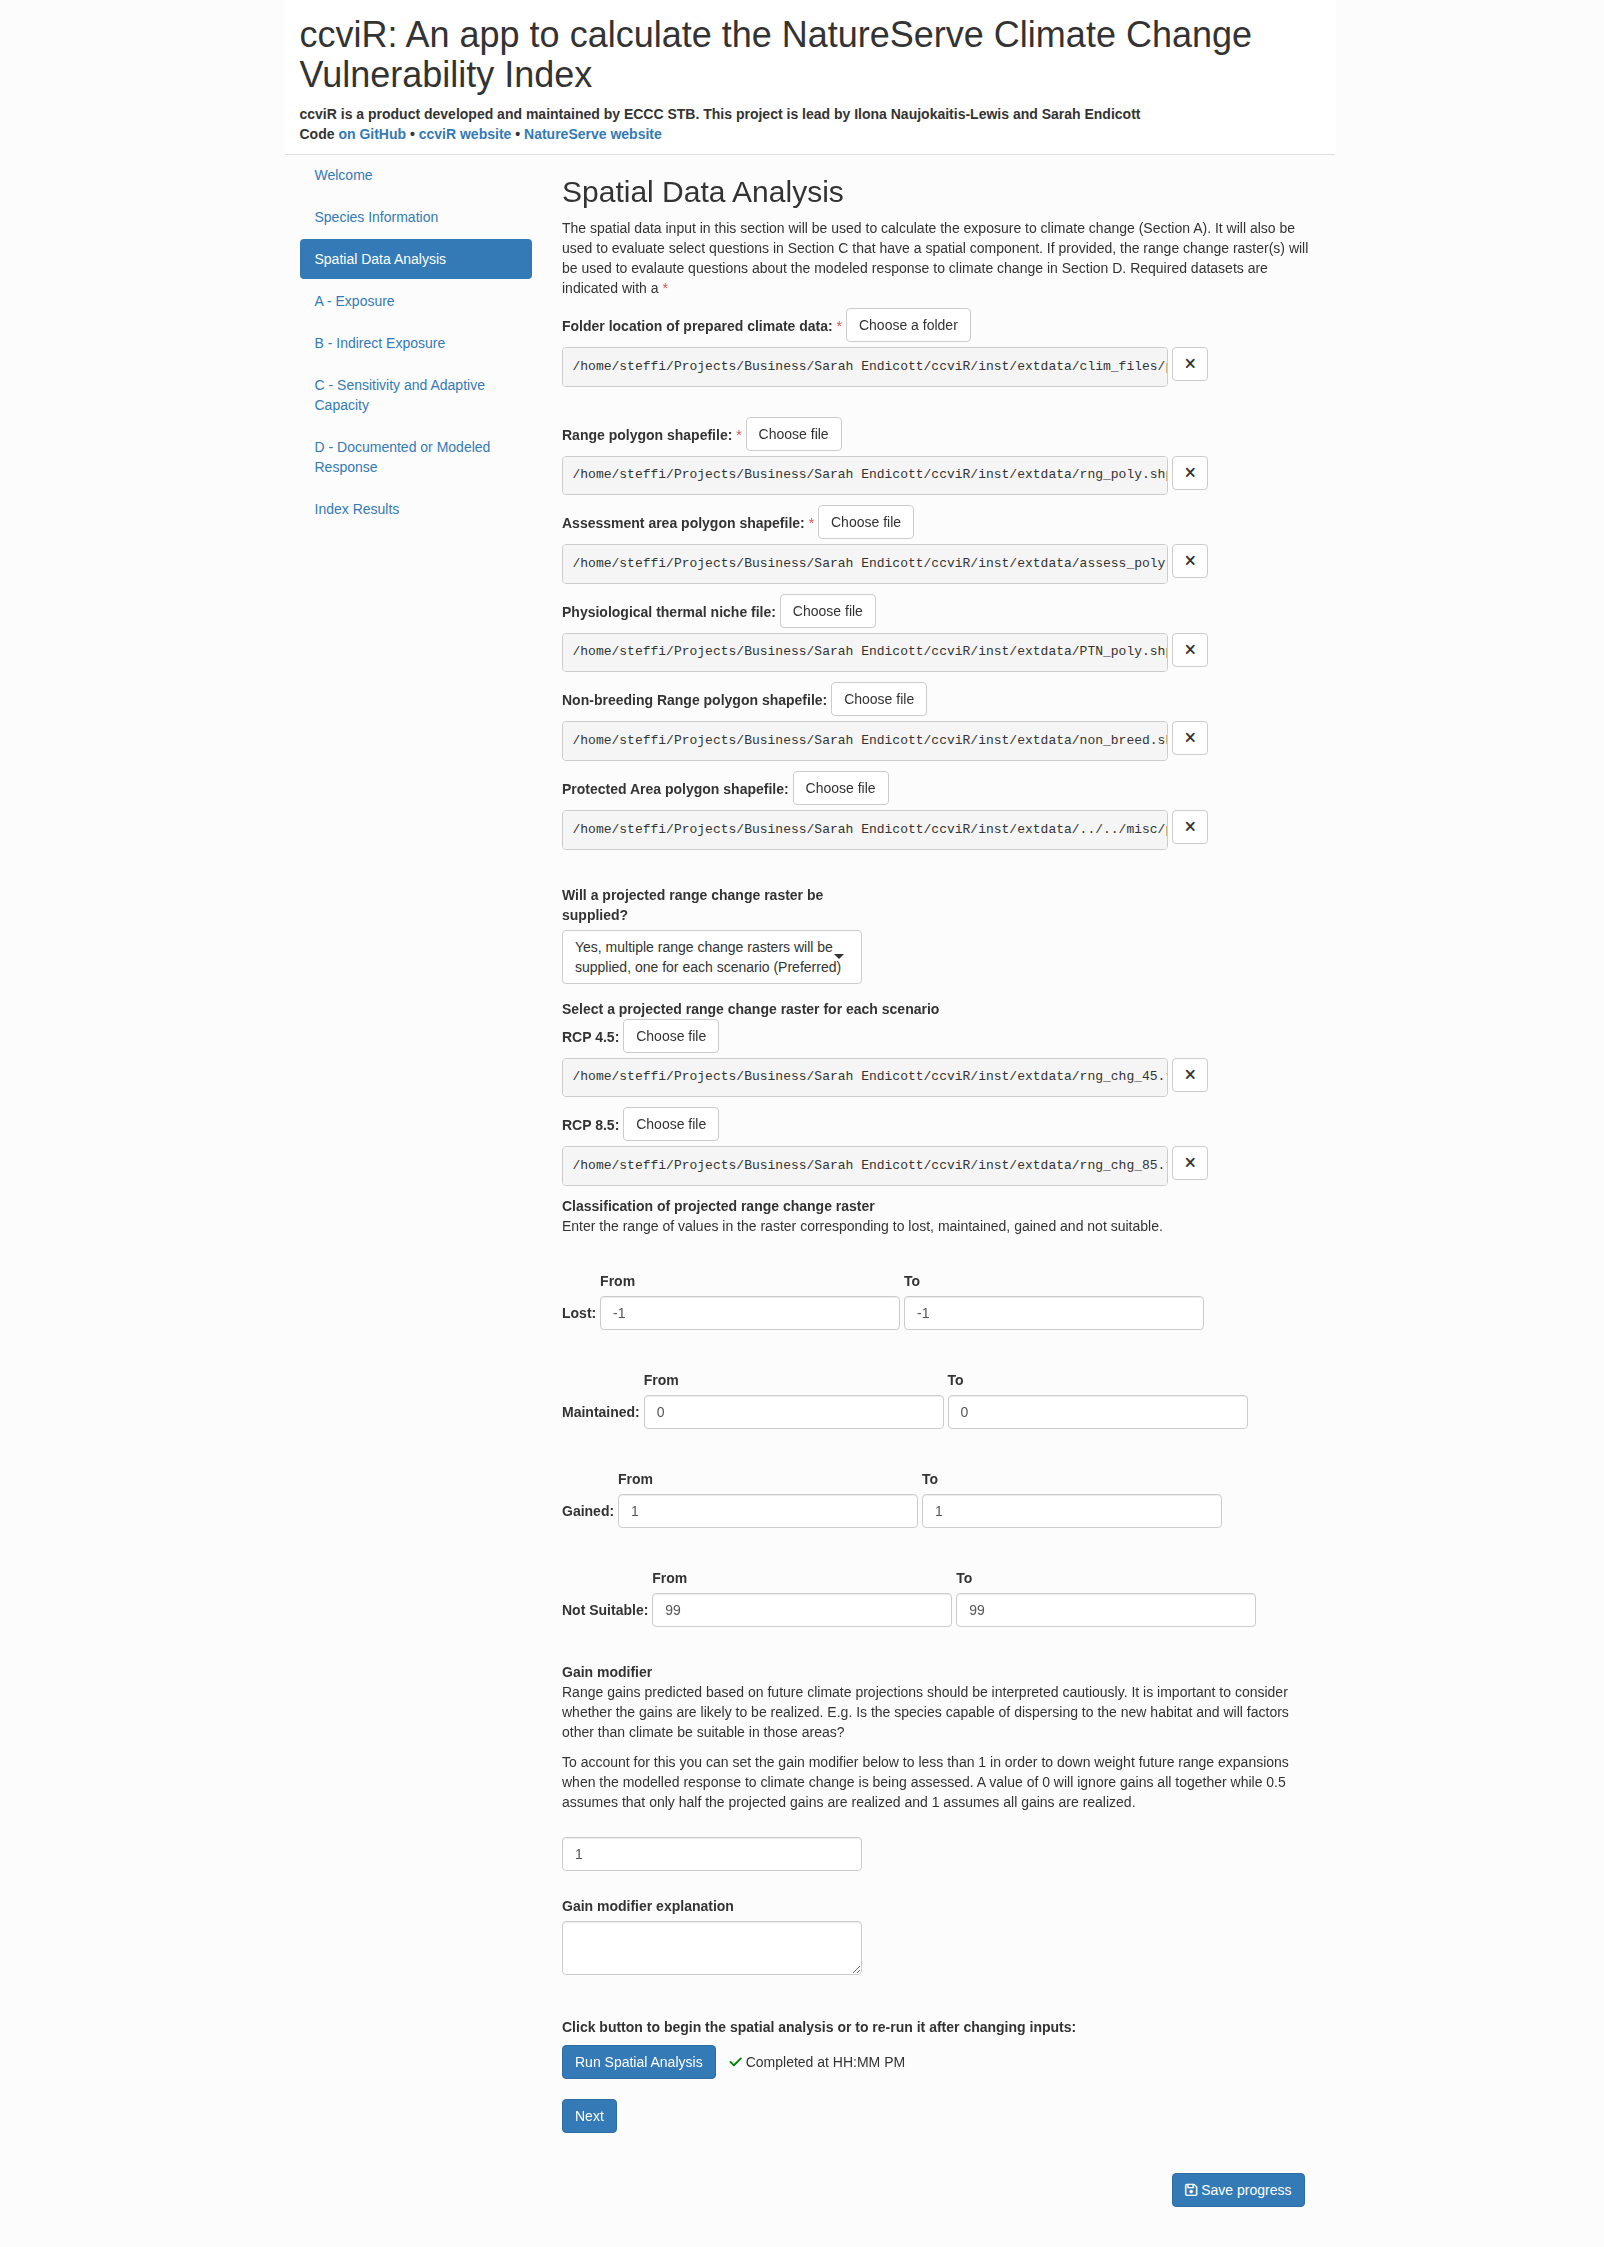 ccviR: An app to calculate the NatureServe Climate Change
Vulnerability Index
ccviR is a product developed and maintained by ECCC STB. This project is lead by Ilona Naujokaitis-Lewis and Sarah Endicott
Code on GitHub • ccviR website • NatureServe website
Welcome
Species Information
Spatial Data Analysis
A - Exposure
B - Indirect Exposure
C - Sensitivity and Adaptive
Capacity
D - Documented or Modeled
Response
Index Results
Spatial Data Analysis
The spatial data input in this section will be used to calculate the exposure to climate change (Section A). It will also be
used to evaluate select questions in Section C that have a spatial component. If provided, the range change raster(s) will
be used to evalaute questions about the modeled response to climate change in Section D. Required datasets are
indicated with a *
Folder location of prepared climate data: * Choose a folder
/home/steffi/Projects/Business/Sarah Endicott/ccviR/inst/extdata/clim_files/p
Range polygon shapefile: * Choose file
/home/steffi/Projects/Business/Sarah Endicott/ccviR/inst/extdata/rng_poly.shp
Assessment area polygon shapefile: * Choose file
/home/steffi/Projects/Business/Sarah Endicott/ccviR/inst/extdata/assess_poly
Physiological thermal niche file: Choose file
/home/steffi/Projects/Business/Sarah Endicott/ccviR/inst/extdata/PTN_poly.shp
Non-breeding Range polygon shapefile: Choose file
/home/steffi/Projects/Business/Sarah Endicott/ccviR/inst/extdata/non_breed.sh
Protected Area polygon shapefile: Choose file
/home/steffi/Projects/Business/Sarah Endicott/ccviR/inst/extdata/../../misc/p
Will a projected range change raster be
supplied?
Yes, multiple range change rasters will be
supplied, one for each scenario (Preferred)
Select a projected range change raster for each scenario
RCP 4.5: Choose file
/home/steffi/Projects/Business/Sarah Endicott/ccviR/inst/extdata/rng_chg_45.
RCP 8.5: Choose file
/home/steffi/Projects/Business/Sarah Endicott/ccviR/inst/extdata/rng_chg_85.
Classification of projected range change raster
Enter the range of values in the raster corresponding to lost, maintained, gained and not suitable.
From To
Lost: -1 -1
From To
Maintained: 0 0
From To
Gained: 1 1
From To
Not Suitable: 99 99
Gain modifier
Range gains predicted based on future climate projections should be interpreted cautiously. It is important to consider
whether the gains are likely to be realized. E.g. Is the species capable of dispersing to the new habitat and will factors
other than climate be suitable in those areas?
To account for this you can set the gain modifier below to less than 1 in order to down weight future range expansions
when the modelled response to climate change is being assessed. A value of 0 will ignore gains all together while 0.5
assumes that only half the projected gains are realized and 1 assumes all gains are realized.
1
Gain modifier explanation
Click button to begin the spatial analysis or to re-run it after changing inputs:
Run Spatial Analysis Completed at HH:MM PM
Next
Save progress